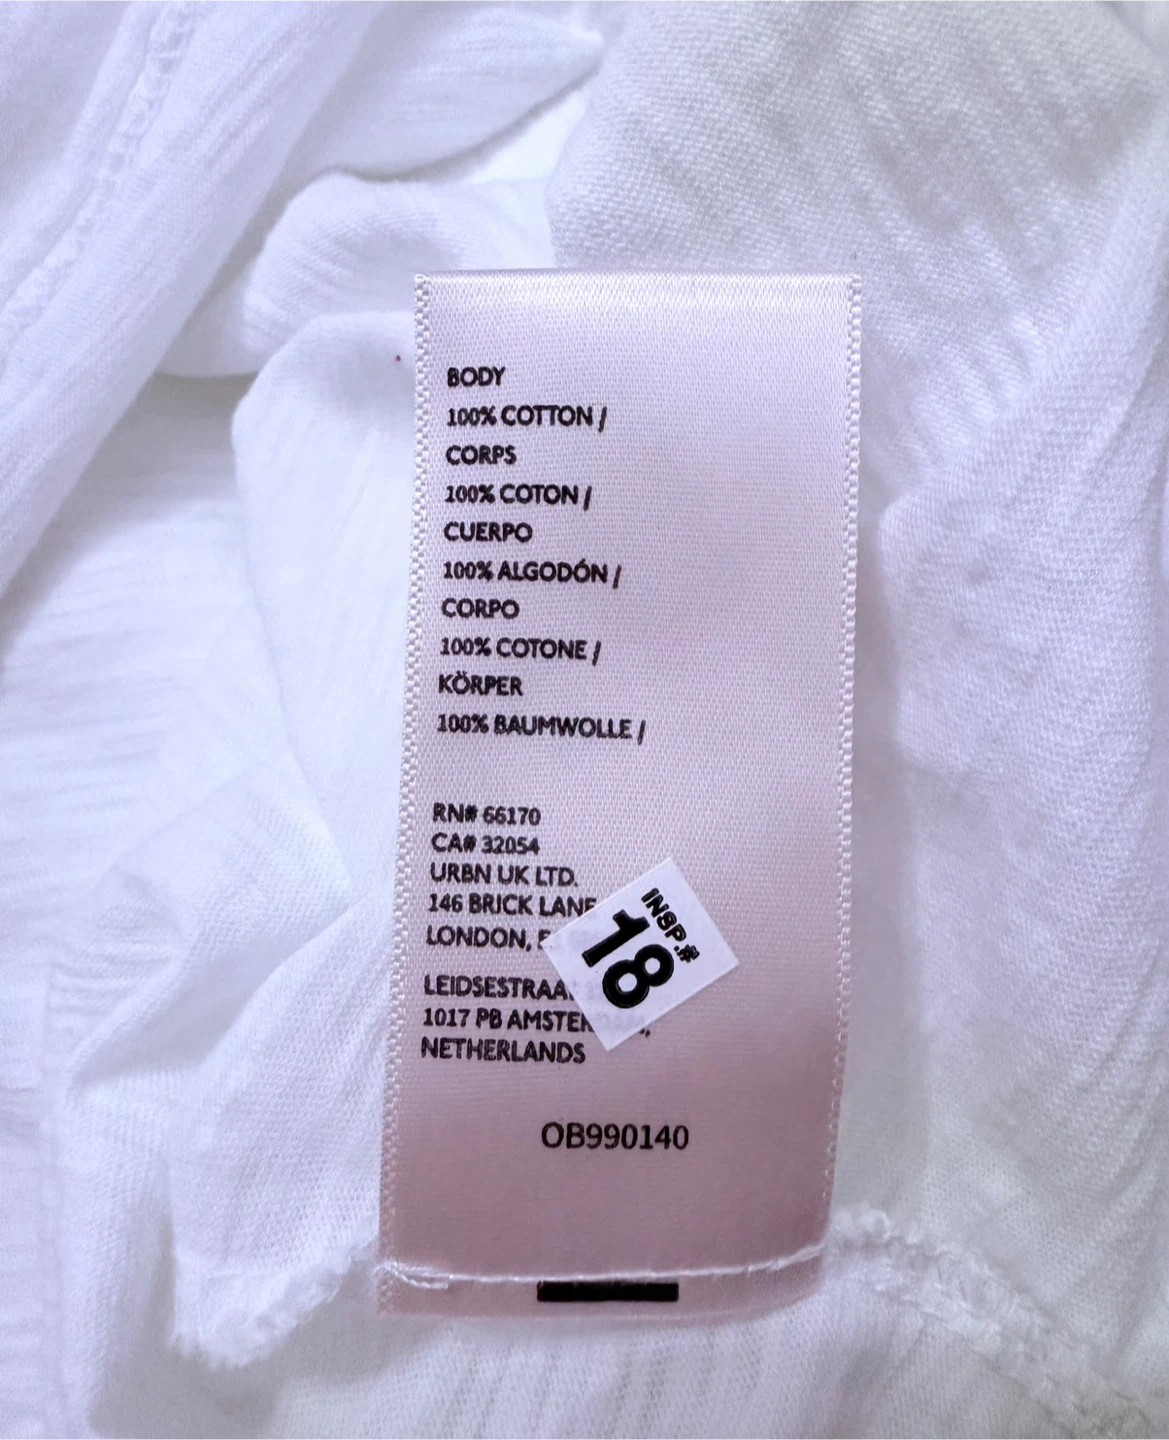 BODY
100% COTTON /
CORPS
100% COTON /
CUERPO
100% ALGODÓN /
CORPO
100% COTONE /
KÖRPER
100% BAUMWOLLE /
RN# 66170
CA# 32054
URBN UK LTD.
146 BRICK LANE
LONDON,
1017 PB
NETHERLANDS
INSP.#
18
OB990140